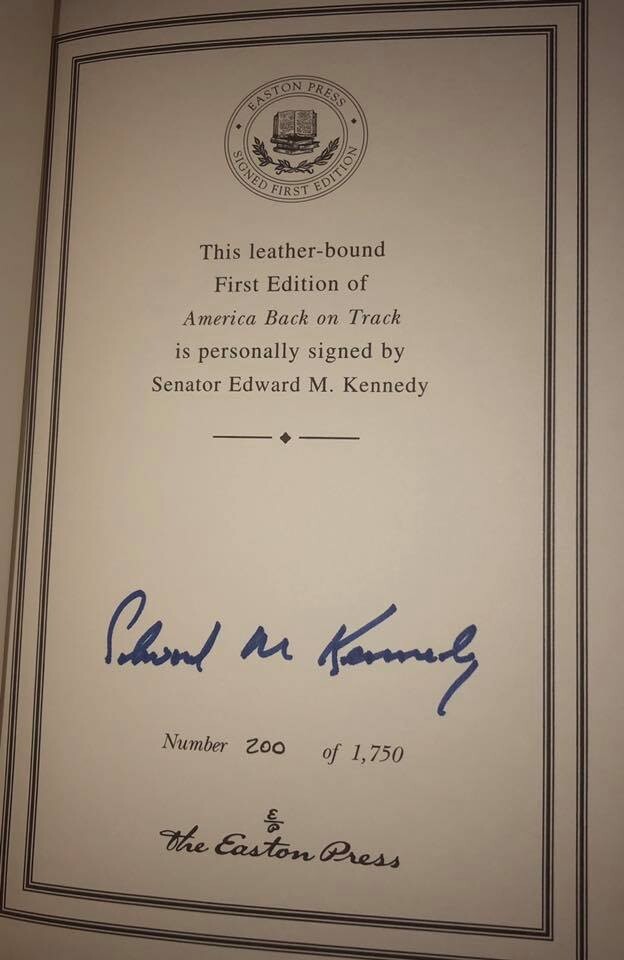 EASTON PRESS
SIGNED FIRST EDITION
This leather-bound
First Edition of
America Back on Track
is personally signed by
Senator Edward M. Kennedy
Edward M Kennedy
Number 200 of 1,750
E/P
The Easton Press